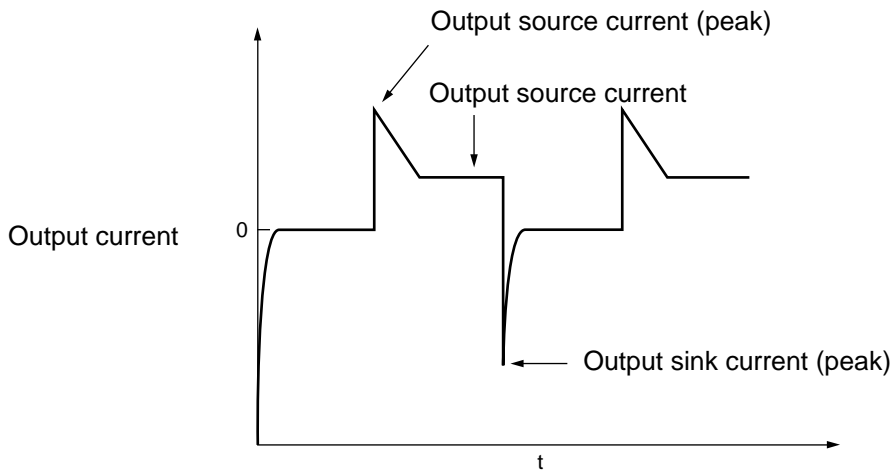 Output source current (peak)
Output source current
0
Output current
Output sink current (peak)
t